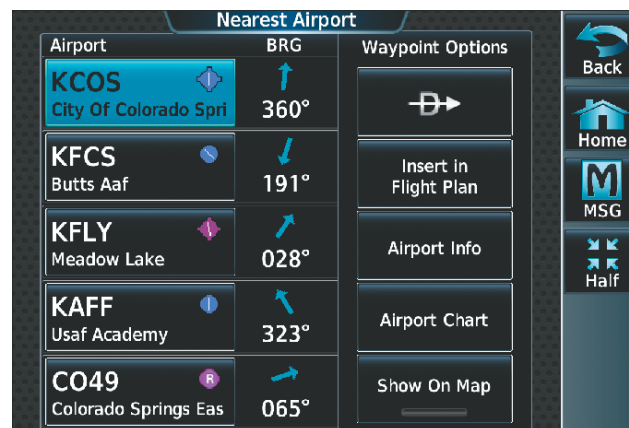 Nearest Airport
Airport
BRG
KCOS
City Of Colorado Spri
360°
KFCS
Butts Aaf
191°
KFLY
Meadow Lake
028°
KAFF
Usaf Academy
323°
CO49
R
Colorado Springs Eas
065°
Waypoint Options
D
Insert in
Flight Plan
Airport Info
Airport Chart
Show On Map
Back
Home
M
MSG
Half